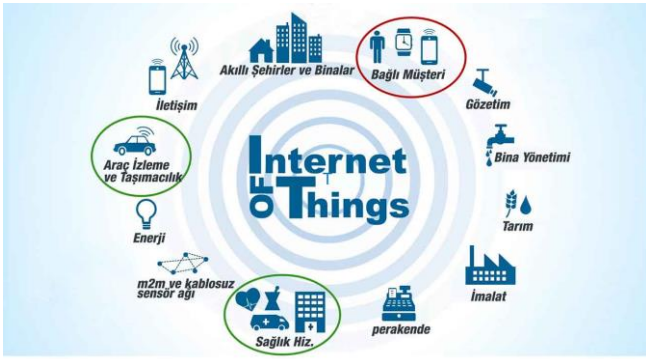 Akıllı Şehirler ve Binalar
Bağlı Müşteri
İletişim
Gözetim
Araç İzleme
ve Taşımacılık
Bina Yönetimi
Internet
OF Things
Enerji
Tarım
m2m ve kablosuz
sensör ağı
İmalat
Sağlık Hiz.
perakende